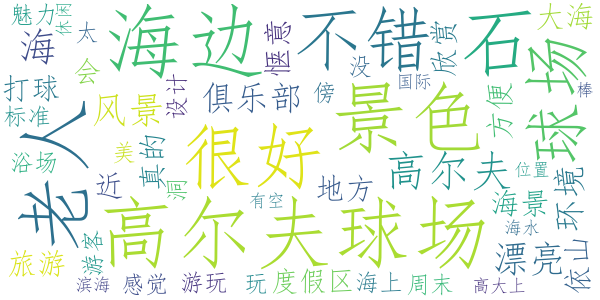 魅力
休闲
太
海
会
打球
标准
浴场
老人
旅游
滨海
游客
近
美
风景
海边
真的
洞
设计
感觉
很好
俱乐部
高尔夫球场
游玩
惬意
不错
傍
有空
地方
玩
度假区
景色
没
国际
欣赏
高尔夫
海上
周末
石
方便
海景
海水
漂亮
高大上
位置
大海
球场
环境
依山
棒